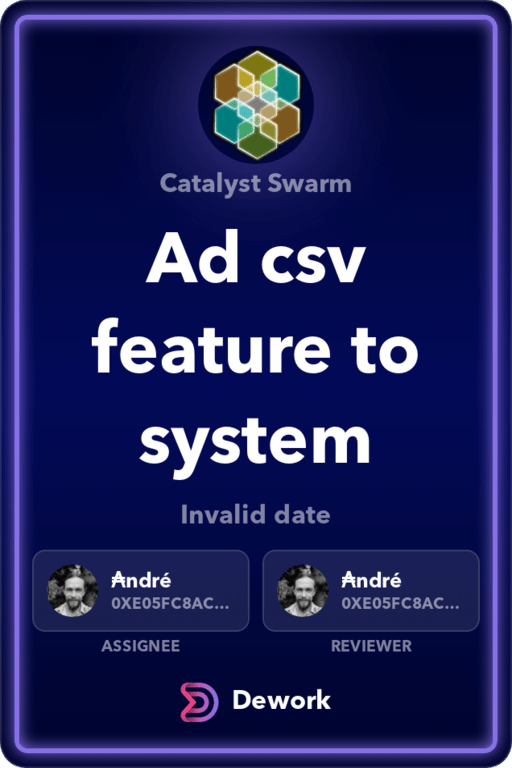 Catalyst Swarm
Ad csv
feature to
system
Invalid date
₳ndré
0XE05FC8AC...
₳ndré
0XE05FC8AC...
ASSIGNEE
REVIEWER
Dework